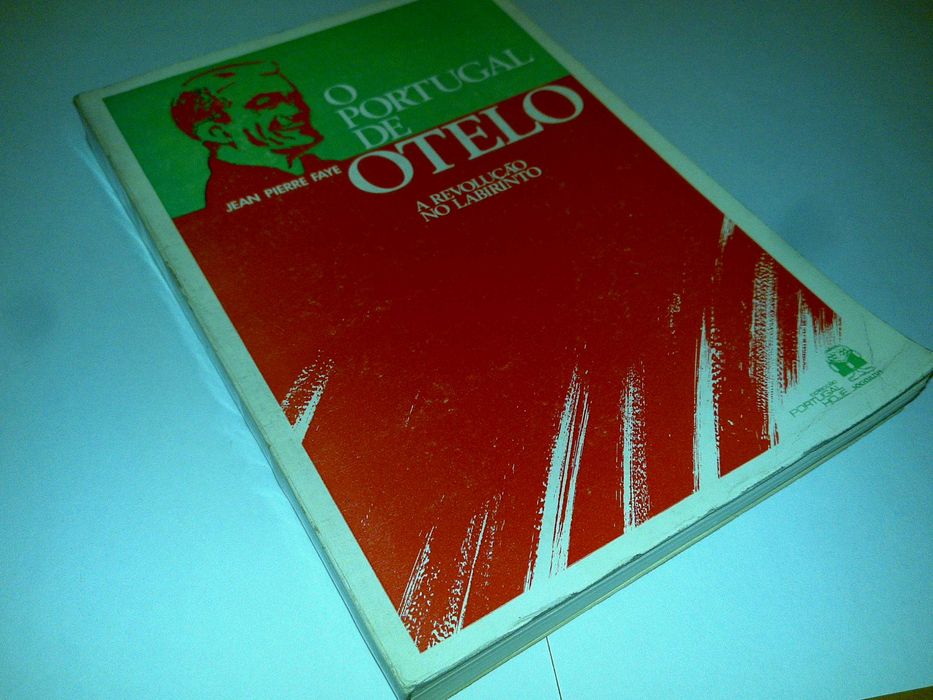 O
PORTUGAL
DE
OTELO
JEAN PIERRE FAYE
A REVOLUÇÃO
NO LABIRINTO
PORTUGAL
HOJE